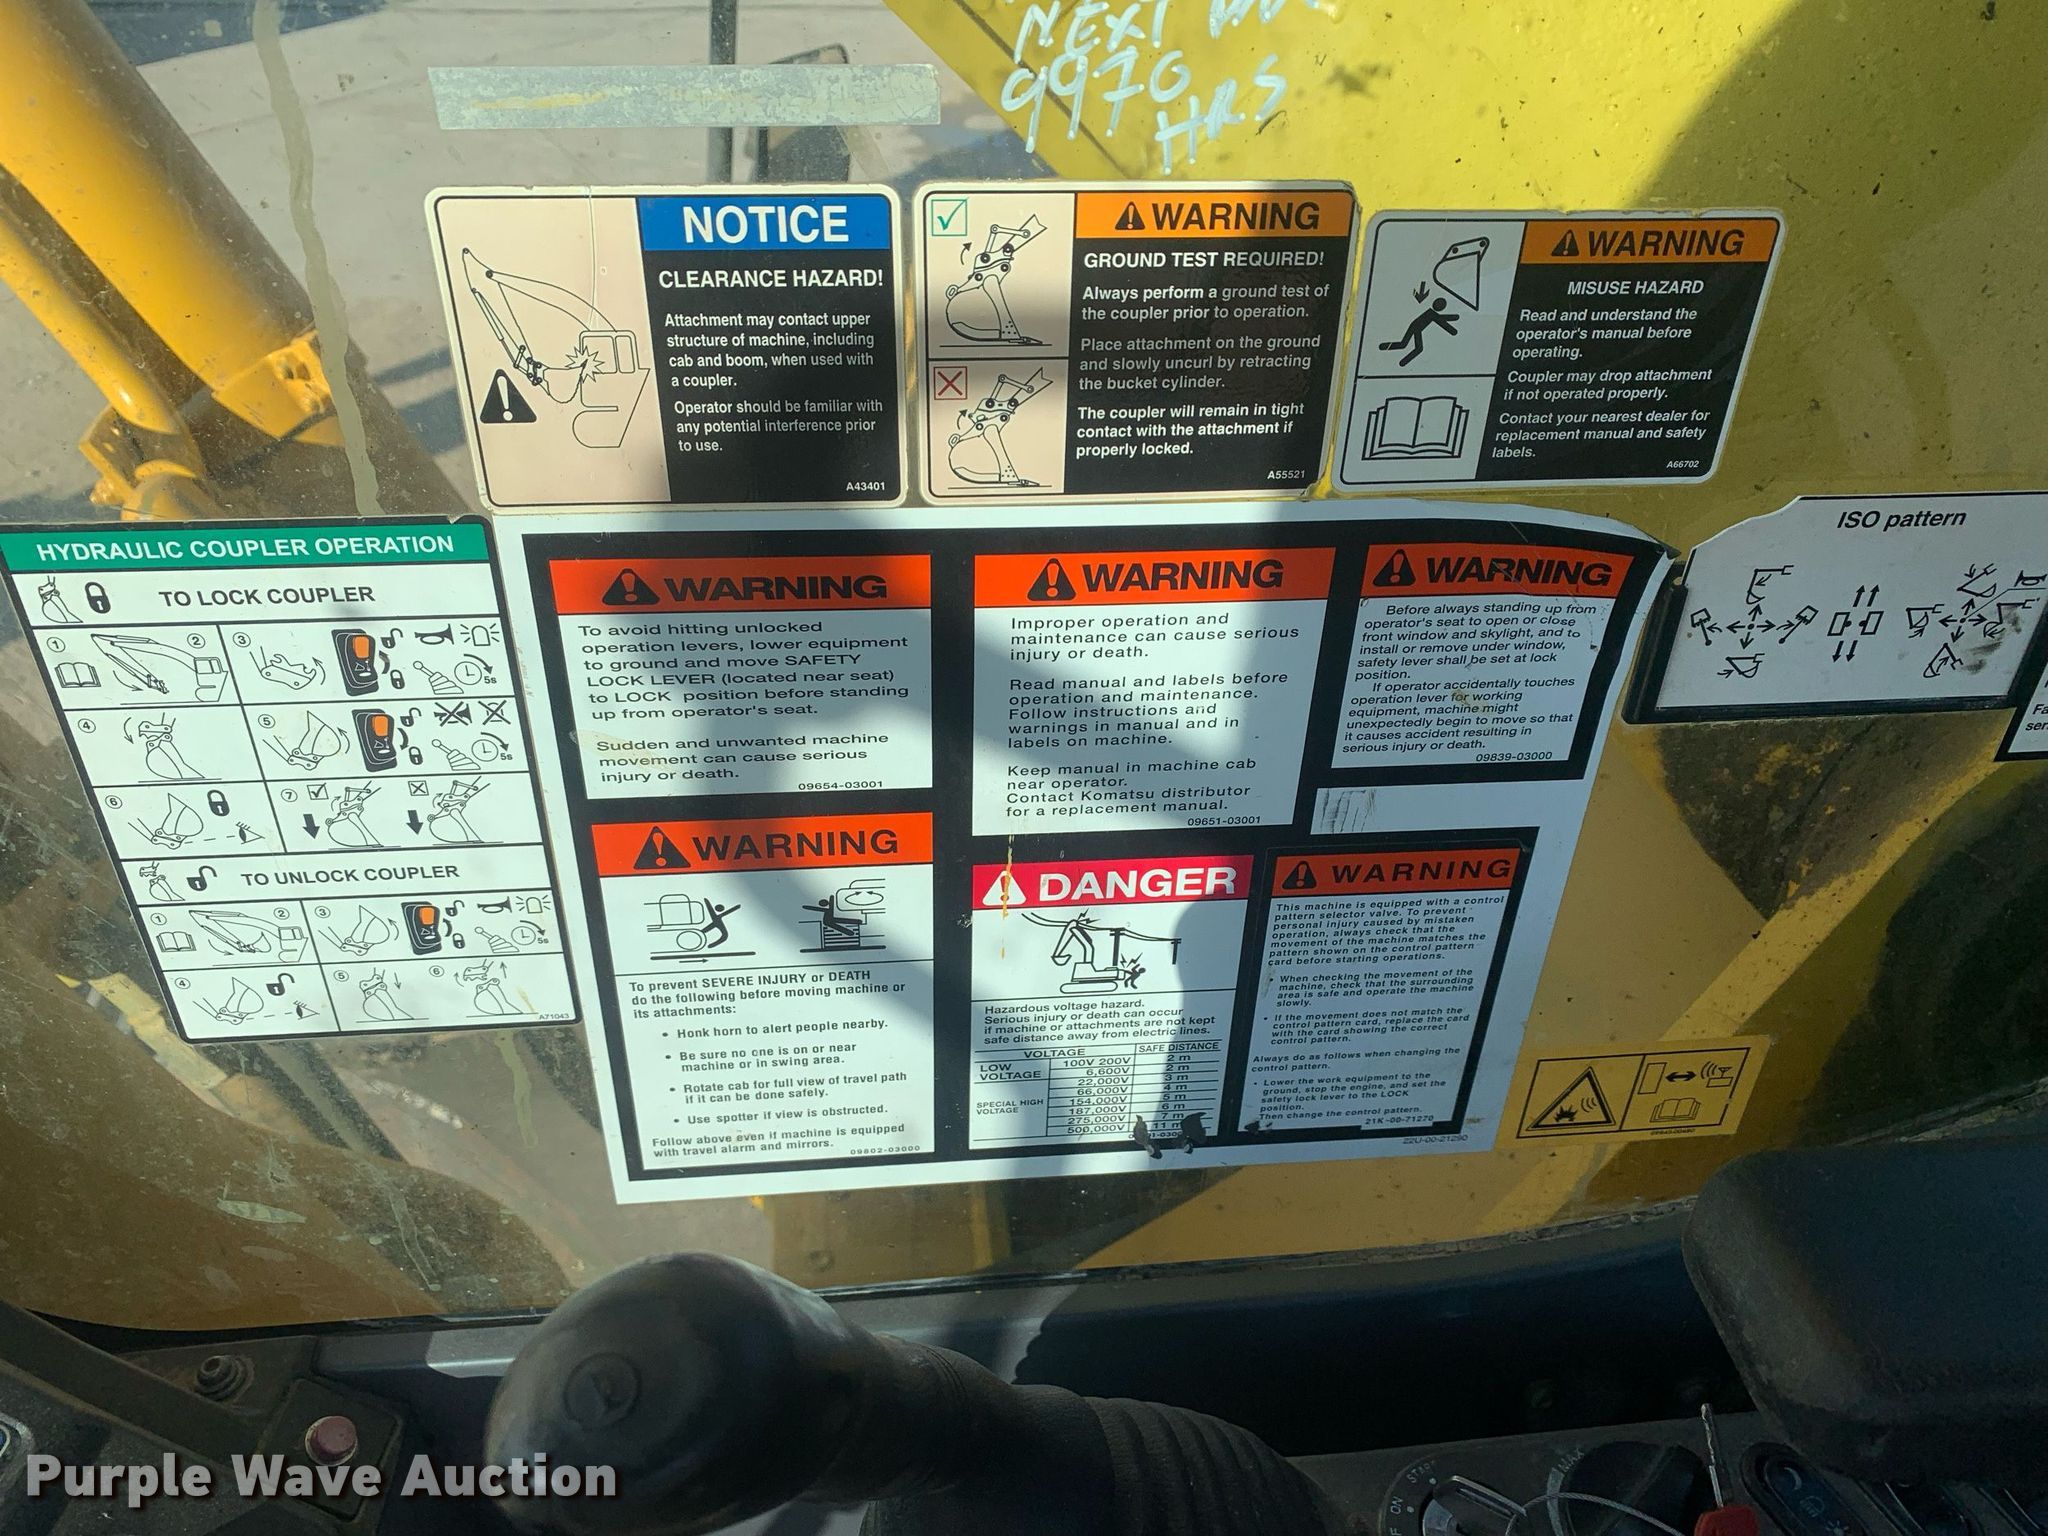 NEXT
9970
HRS
NOTICE
CLEARANCE HAZARD!
Attachment may contact upper
structure of machine, including
cab and boom, when used with
a coupler.
Operator should be familiar with
any potential interference prior
to use.
A43401
WARNING
GROUND TEST REQUIRED!
Always perform a ground test of
the coupler prior to operation.
Place attachment on the ground
and slowly uncurl by retracting
the bucket cylinder.
The coupler will remain in tight
contact with the attachment if
properly locked.
A55521
WARNING
MISUSE HAZARD
Read and understand the
operator's manual before
operating.
Coupler may drop attachment
if not operated properly.
Contact your nearest dealer for
replacement manual and safety
labels.
A66702
HYDRAULIC COUPLER OPERATION
TO LOCK COUPLER
1 2 3
5s
4 5
5s
6 7
TO UNLOCK COUPLER
1 2 3
5s
4 5 6
A71043
WARNING
To avoid hitting unlocked
operation levers, lower equipment
to ground and move SAFETY
LOCK LEVER (located near seat)
to LOCK position before standing
up from operator's seat.
Sudden and unwanted machine
movement can cause serious
injury or death.
09654-03001
WARNING
Improper operation and
maintenance can cause serious
injury or death.
Read manual and labels before
operation and maintenance.
Follow instructions and
warnings in manual and in
labels on machine.
Keep manual in machine cab
near operator.
Contact Komatsu distributor
for a replacement manual.
09651-03001
WARNING
Before always standing up from
operator's seat to open or close
front window and skylight, and to
install or remove under window,
safety lever shall be set at lock
position.
If operator accidentally touches
operation lever for working
equipment, machine might
unexpectedly begin to move so that
it causes accident resulting in
serious injury or death.
09839-03000
ISO pattern
Fa
ser
WARNING
To prevent SEVERE INJURY or DEATH
do the following before moving machine or
its attachments:
• Honk horn to alert people nearby.
• Be sure no one is on or near
machine or in swing area.
• Rotate cab for full view of travel path
if it can be done safely.
• Use spotter if view is obstructed.
Follow above even if machine is equipped
with travel alarm and mirrors.
09802-03000
DANGER
Hazardous voltage hazard.
Serious injury or death can occur
if machine or attachments are not kept
safe distance away from electric lines.
VOLTAGE SAFE DISTANCE
LOW VOLTAGE 100V 200V 2 m
6,600V 2 m
SPECIAL HIGH VOLTAGE 22,000V 3 m
66,000V 4 m
154,000V 5 m
187,000V 6 m
275,000V 7 m
500,000V 11 m
WARNING
This machine is equipped with a control
pattern selector valve. To prevent
personal injury caused by mistaken
operation, always check that the
movement of the machine matches the
pattern shown on the control pattern
card before starting operations.
• When checking the movement of the
machine, check that the surrounding
area is safe and operate the machine
slowly.
• If the movement does not match the
control pattern card, replace the card
with the card showing the correct
control pattern.
Always do as follows when changing the
control pattern.
• Lower the work equipment to the
ground, stop the engine, and set the
safety lock lever to the LOCK
position.
Then change the control pattern.
21K-00-71270
22U-00-21290
MAX
START
ON
Purple Wave Auction